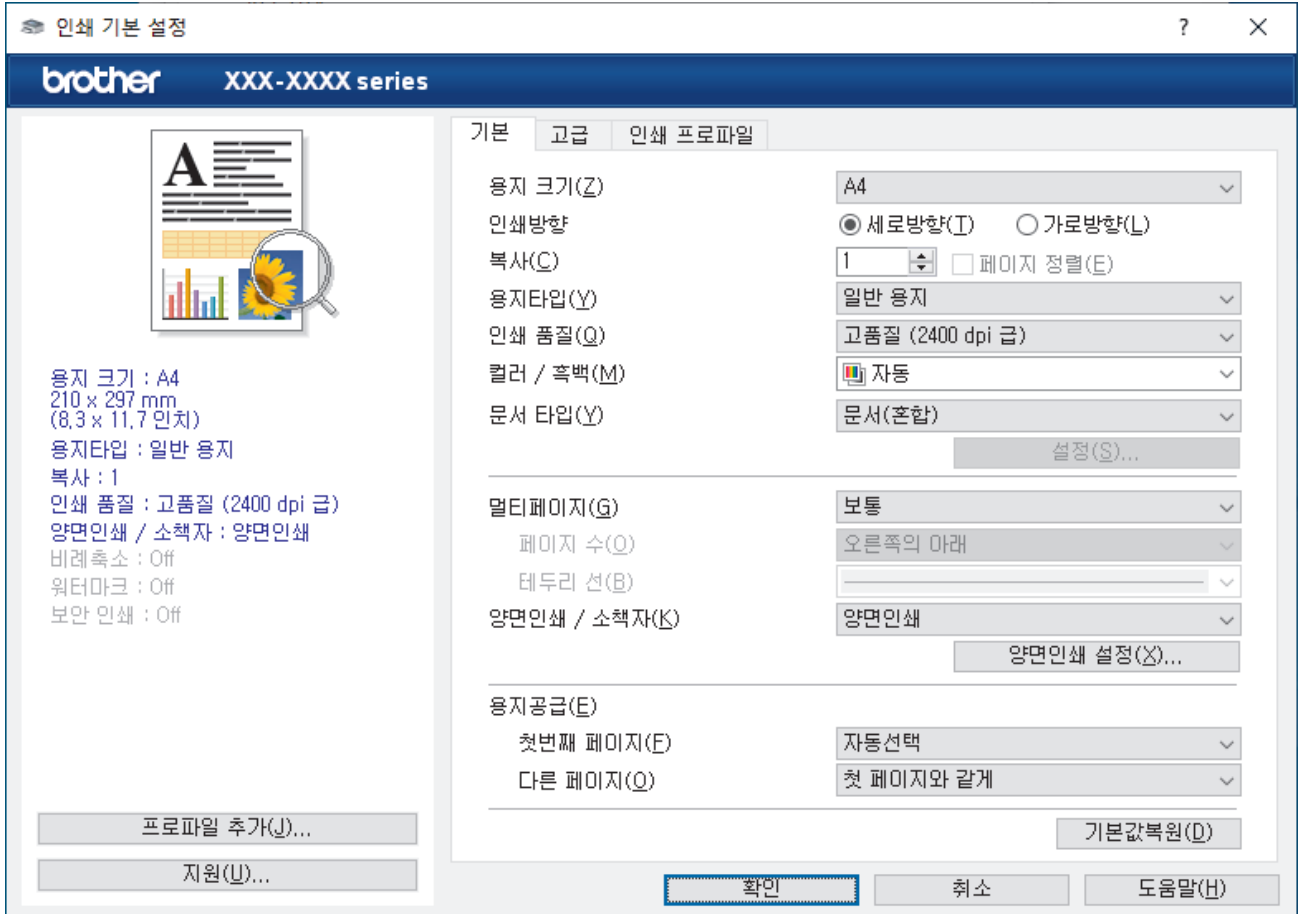 인쇄 기본 설정 ? ×
brother XXX-XXXX series
A
용지 크기 : A4
210 x 297 mm
(8,3 x 11,7 인치)
용지타입 : 일반 용지
복사 : 1
인쇄 품질 : 고품질 (2400 dpi 급)
양면인쇄 / 소책자 : 양면인쇄
비례축소 : Off
워터마크 : Off
보안 인쇄 : Off
프로파일 추가(J)...
지원(U)...
기본 고급 인쇄 프로파일
용지 크기(Z) A4
인쇄방향 세로방향(T) 가로방향(L)
복사(C) 1 페이지 정렬(E)
용지타입(Y) 일반 용지
인쇄 품질(Q) 고품질 (2400 dpi 급)
컬러 / 흑백(M) 자동
문서 타입(Y) 문서(혼합)
설정(S)...
멀티페이지(G) 보통
페이지 수(O) 오른쪽의 아래
테두리 선(B)
양면인쇄 / 소책자(K) 양면인쇄
양면인쇄 설정(X)...
용지공급(E)
첫번째 페이지(F) 자동선택
다른 페이지(O) 첫 페이지와 같게
기본값복원(D)
확인 취소 도움말(H)